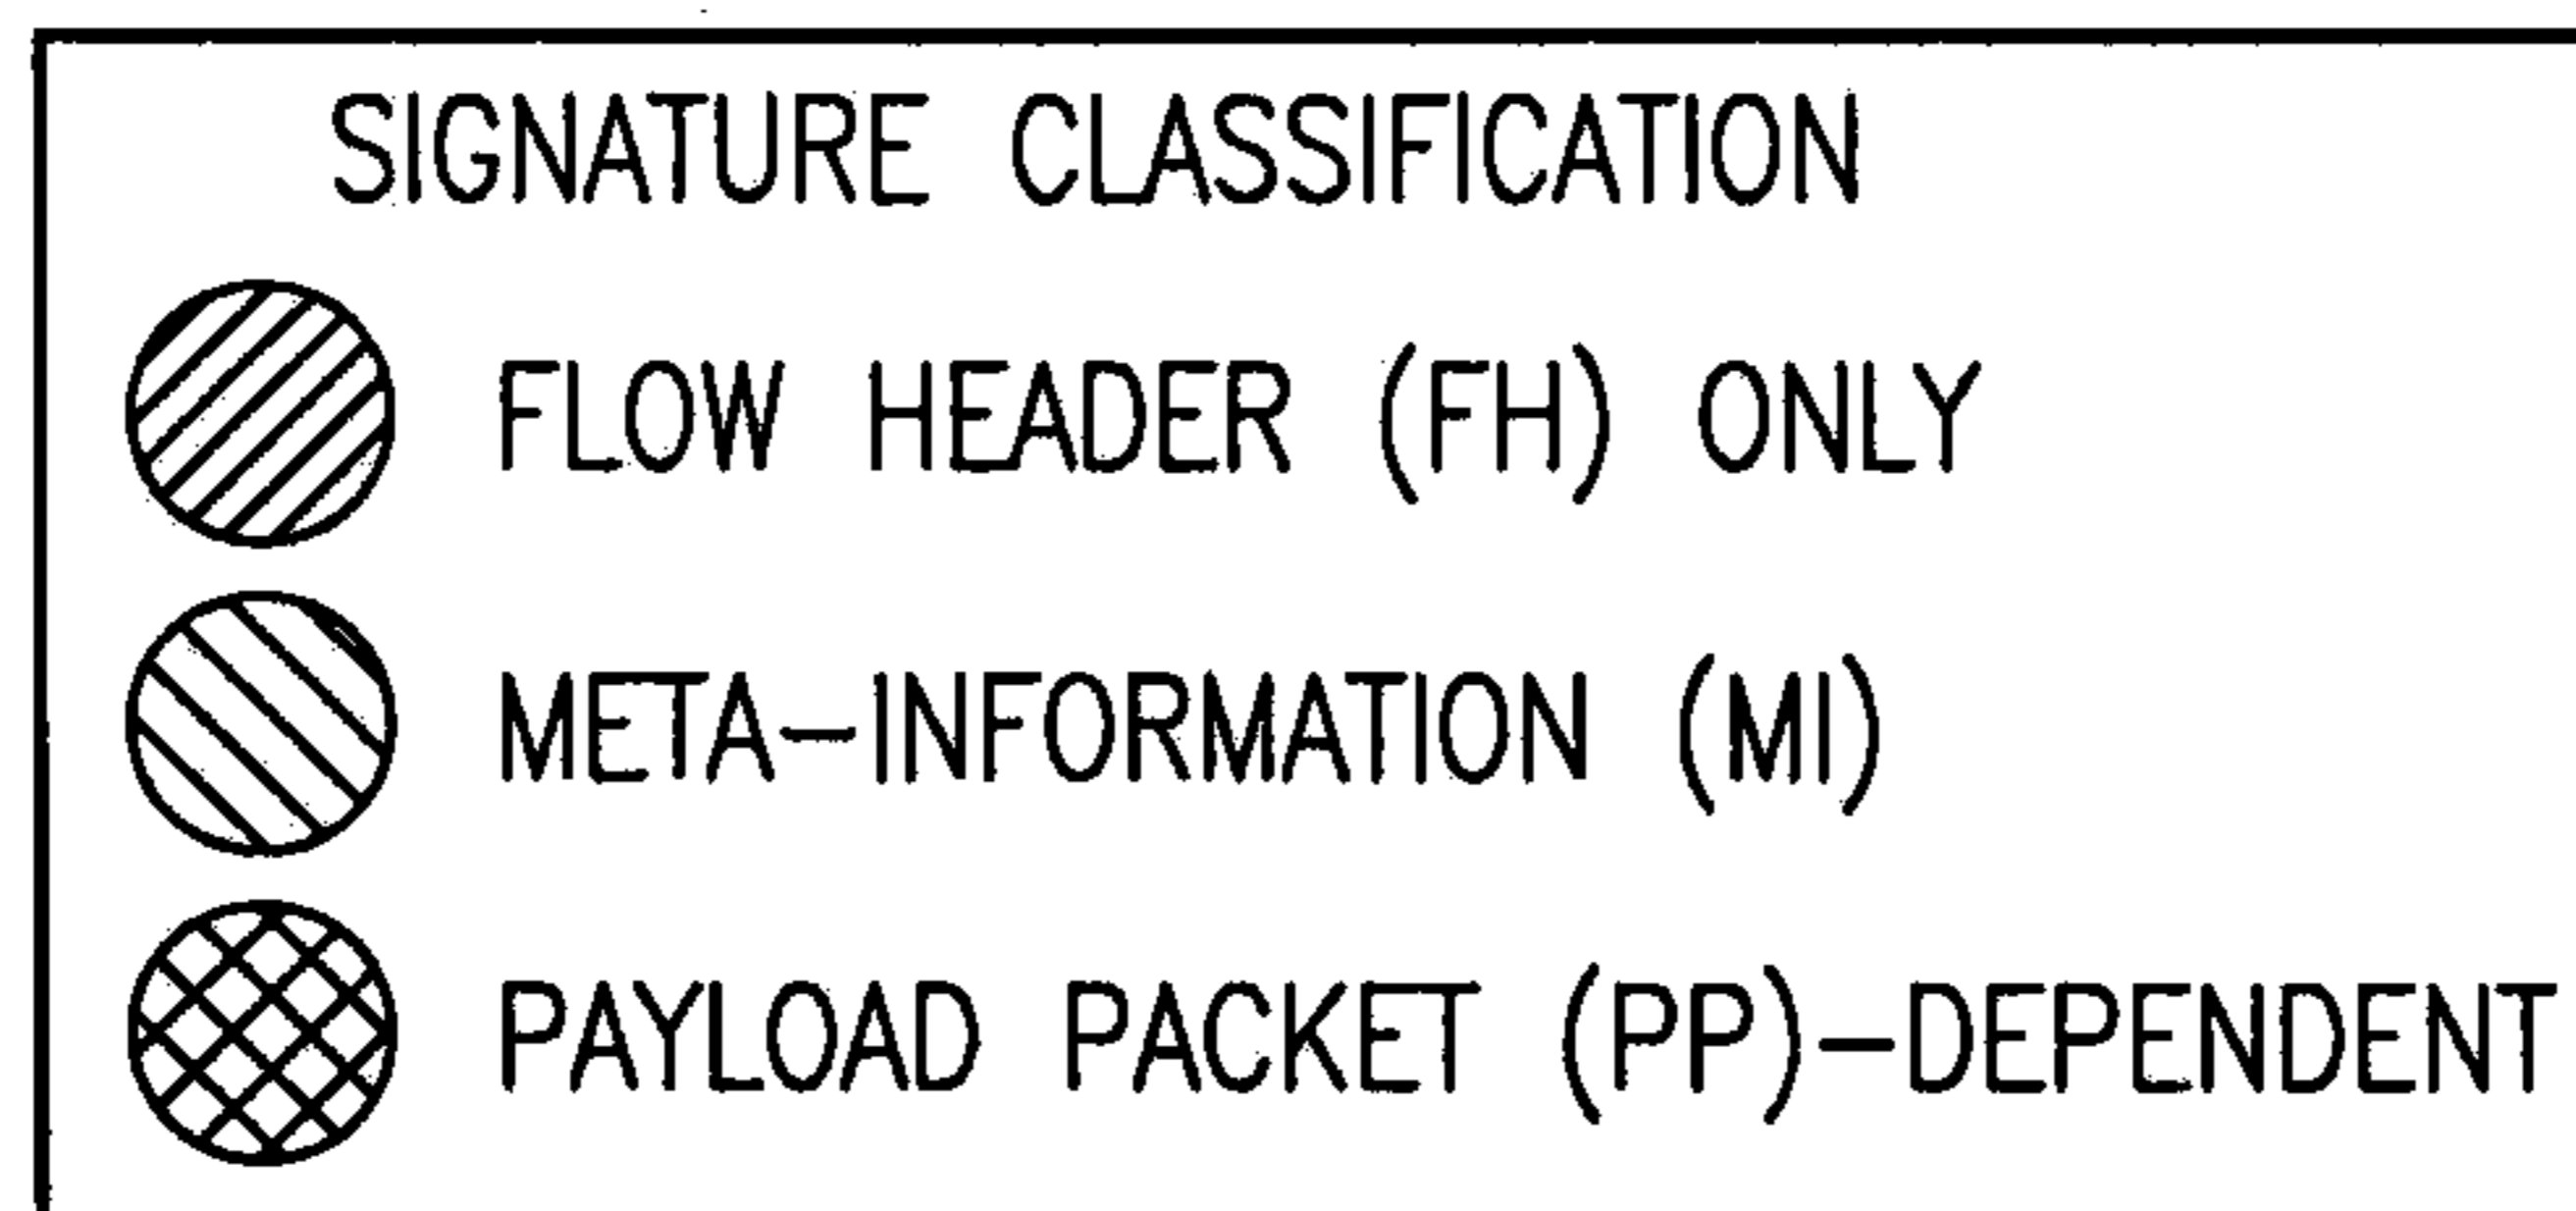 SIGNATURE CLASSIFICATION
FLOW HEADER (FH) ONLY
META-INFORMATION (MI)
PAYLOAD PACKET (PP)-DEPENDENT